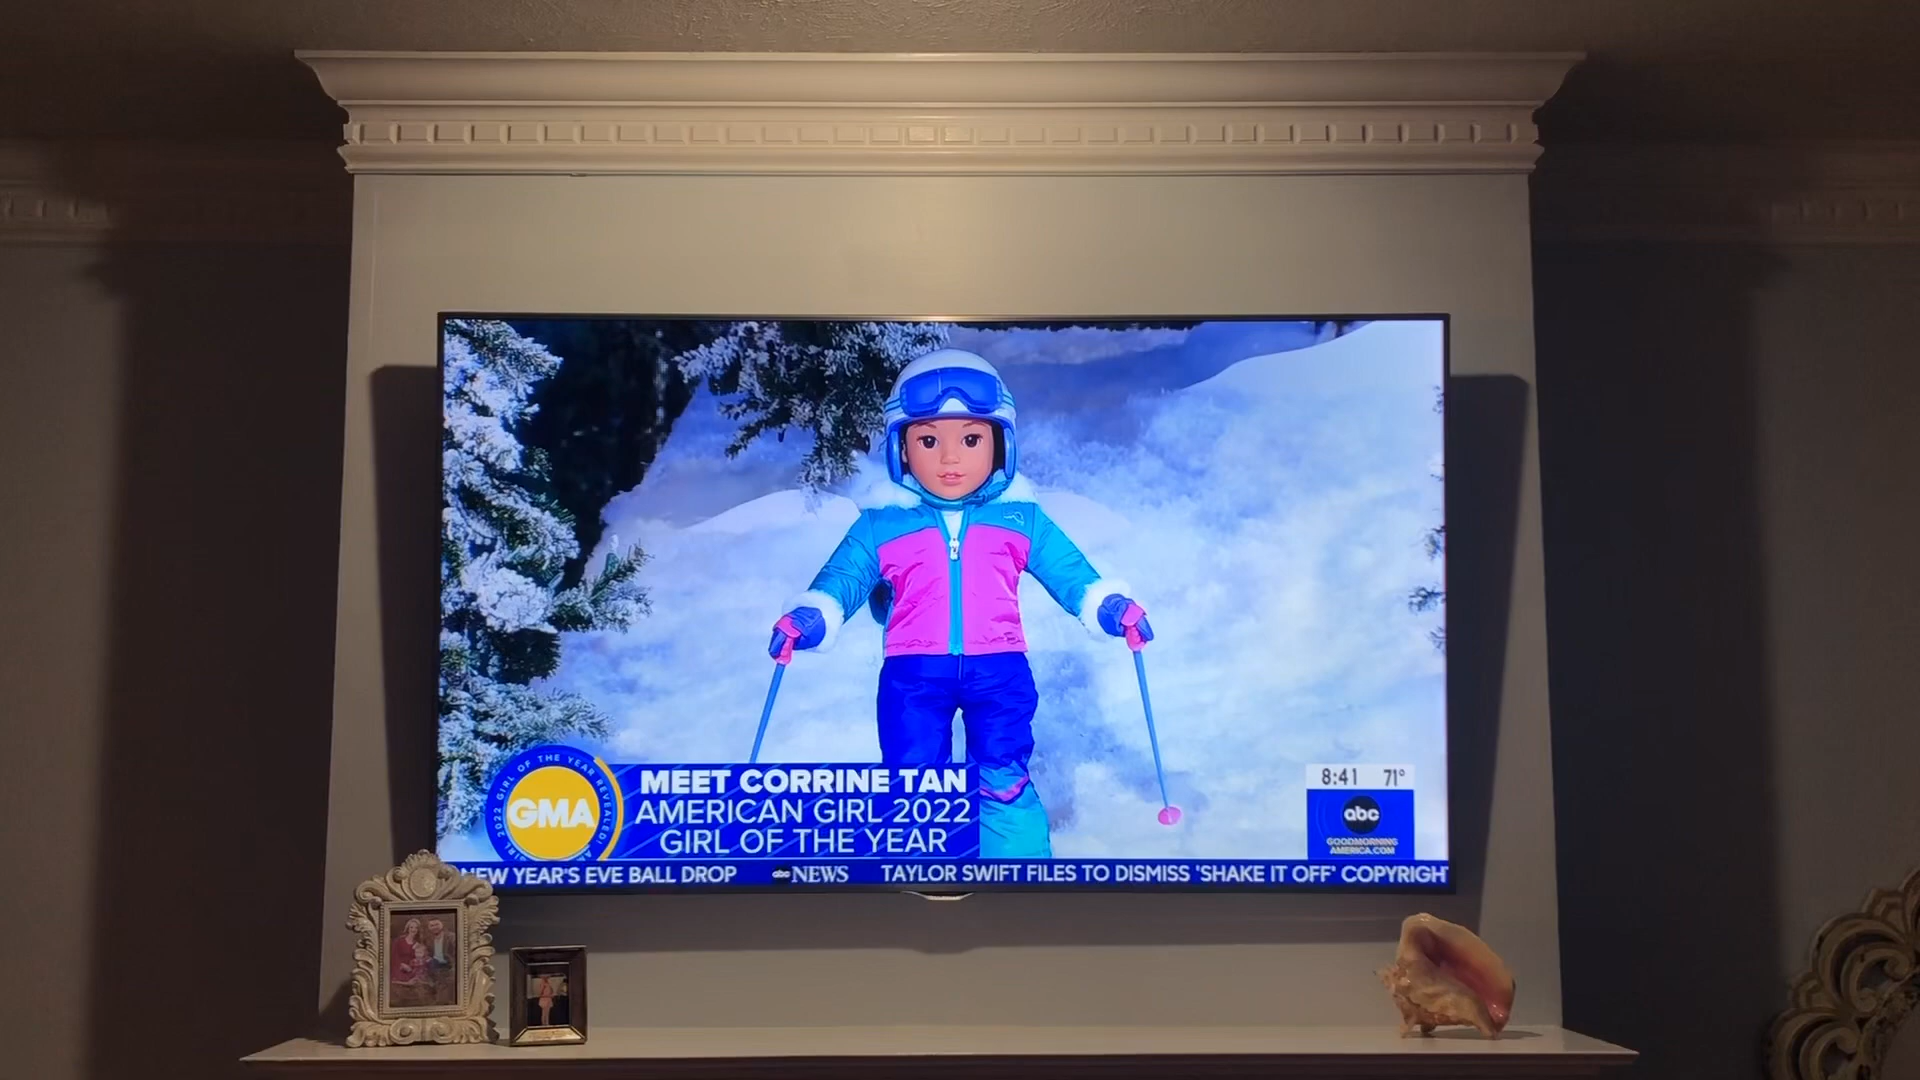 2022 GIRL OF THE YEAR REVEALED!
GMA
MEET CORRINE TAN
AMERICAN GIRL 2022
GIRL OF THE YEAR
8:41 71°
abc
GOODMORNING
AMERICA.COM
NEW YEAR'S EVE BALL DROP abc NEWS TAYLOR SWIFT FILES TO DISMISS 'SHAKE IT OFF' COPYRIGH